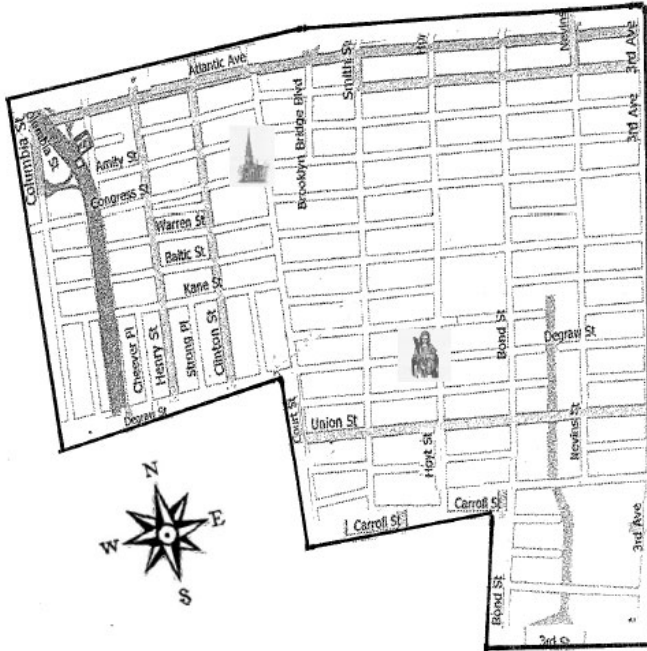 Atlantic Ave
Smith St
Nevins
3rd Ave
Columbia St
Brooklyn Bridge Blvd
3rd Ave
Amity St
Congress St
Warren St
Baltic St
Kane St
Cheever Pl
Henry St
Strong Pl
Clinton St
Bond St
Degraw St
Degraw St
Court St
Union St
Hoyt St
Nevins St
Carroll St
Carroll St
3rd Ave
Bond St
3rd St
N
E
W
S